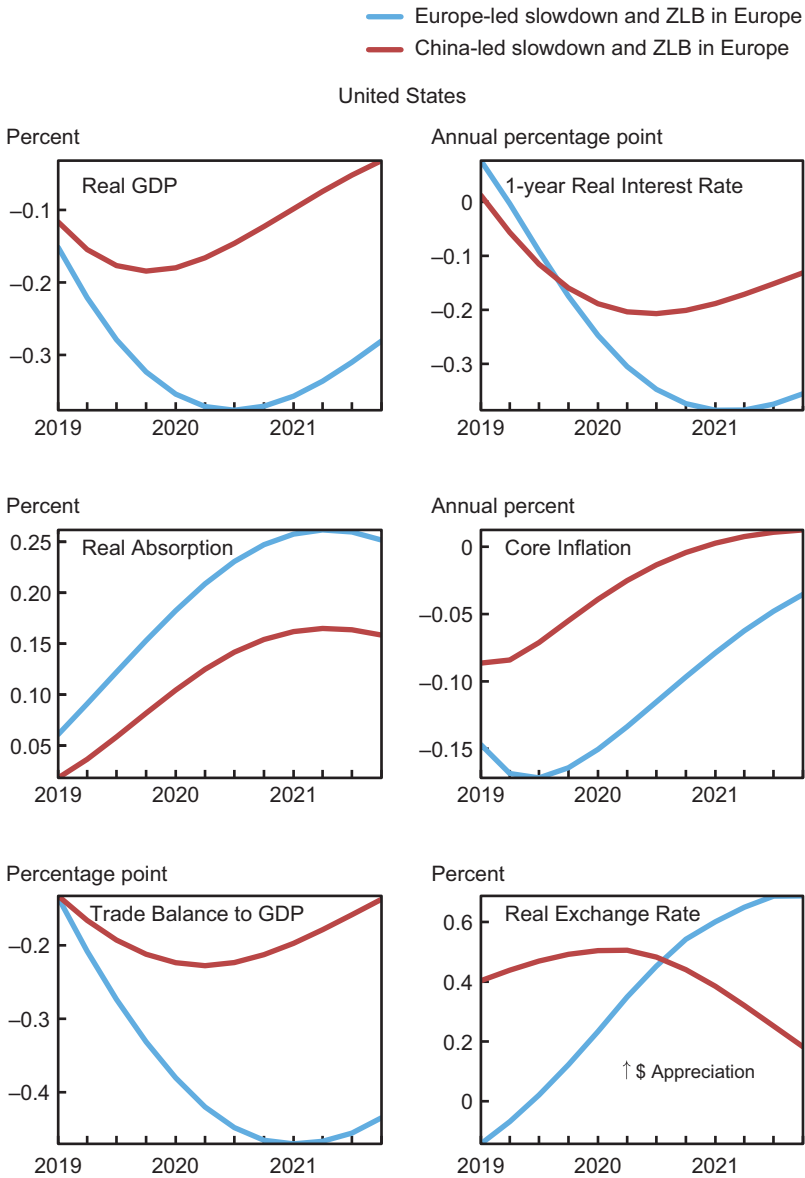 Europe-led slowdown and ZLB in Europe
China-led slowdown and ZLB in Europe
United States
Percent
Real GDP
–0.1
–0.2
–0.3
2019 2020 2021
Annual percentage point
1-year Real Interest Rate
0
–0.1
–0.2
–0.3
2019 2020 2021
Percent
Real Absorption
0.25
0.20
0.15
0.10
0.05
2019 2020 2021
Annual percent
Core Inflation
0
–0.05
–0.10
–0.15
2019 2020 2021
Percentage point
Trade Balance to GDP
–0.2
–0.3
–0.4
2019 2020 2021
Percent
Real Exchange Rate
0.6
0.4
0.2
↑ $ Appreciation
0
2019 2020 2021